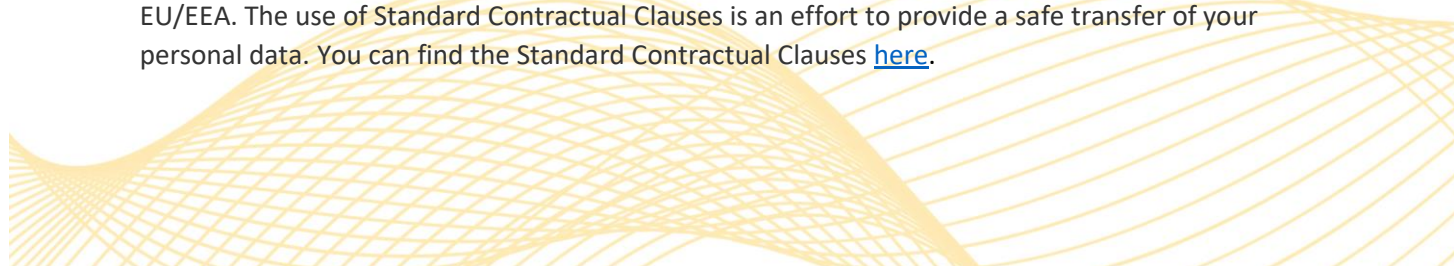 EU/EEA. The use of Standard Contractual Clauses is an effort to provide a safe transfer of your
personal data. You can find the Standard Contractual Clauses here.